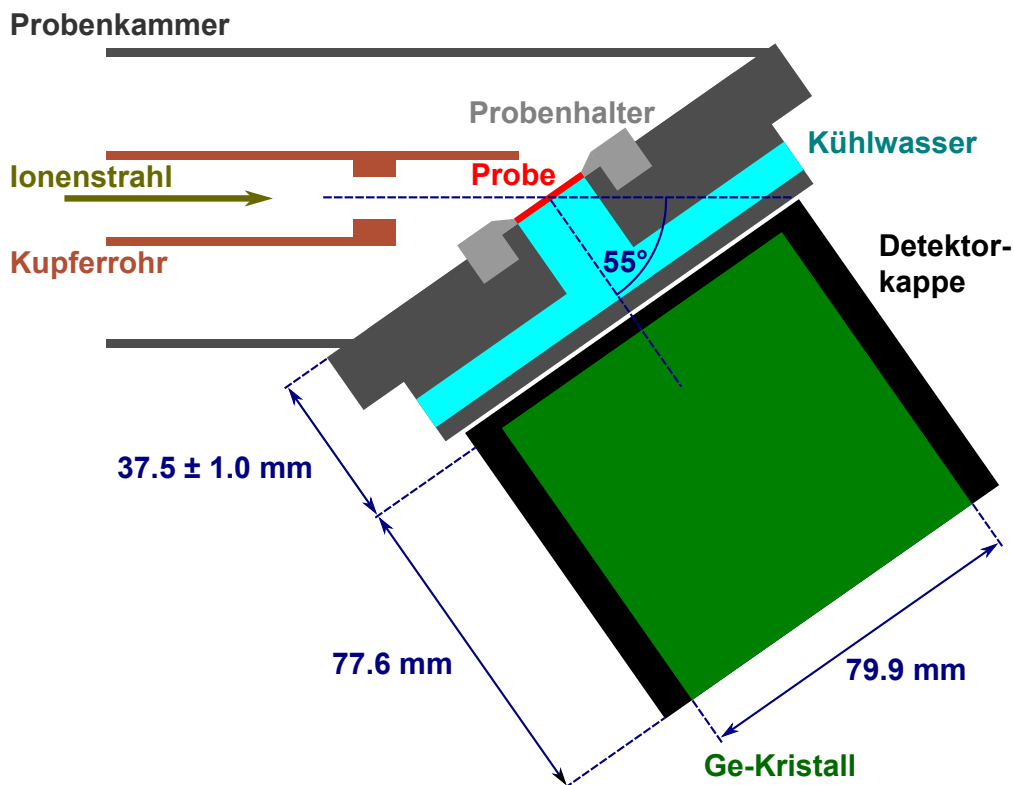 Probenkammer
Probenhalter
Kühlwasser
Ionenstrahl
Probe
Kupferrohr
55°
Detektor-
kappe
37.5 ± 1.0 mm
77.6 mm
79.9 mm
Ge-Kristall